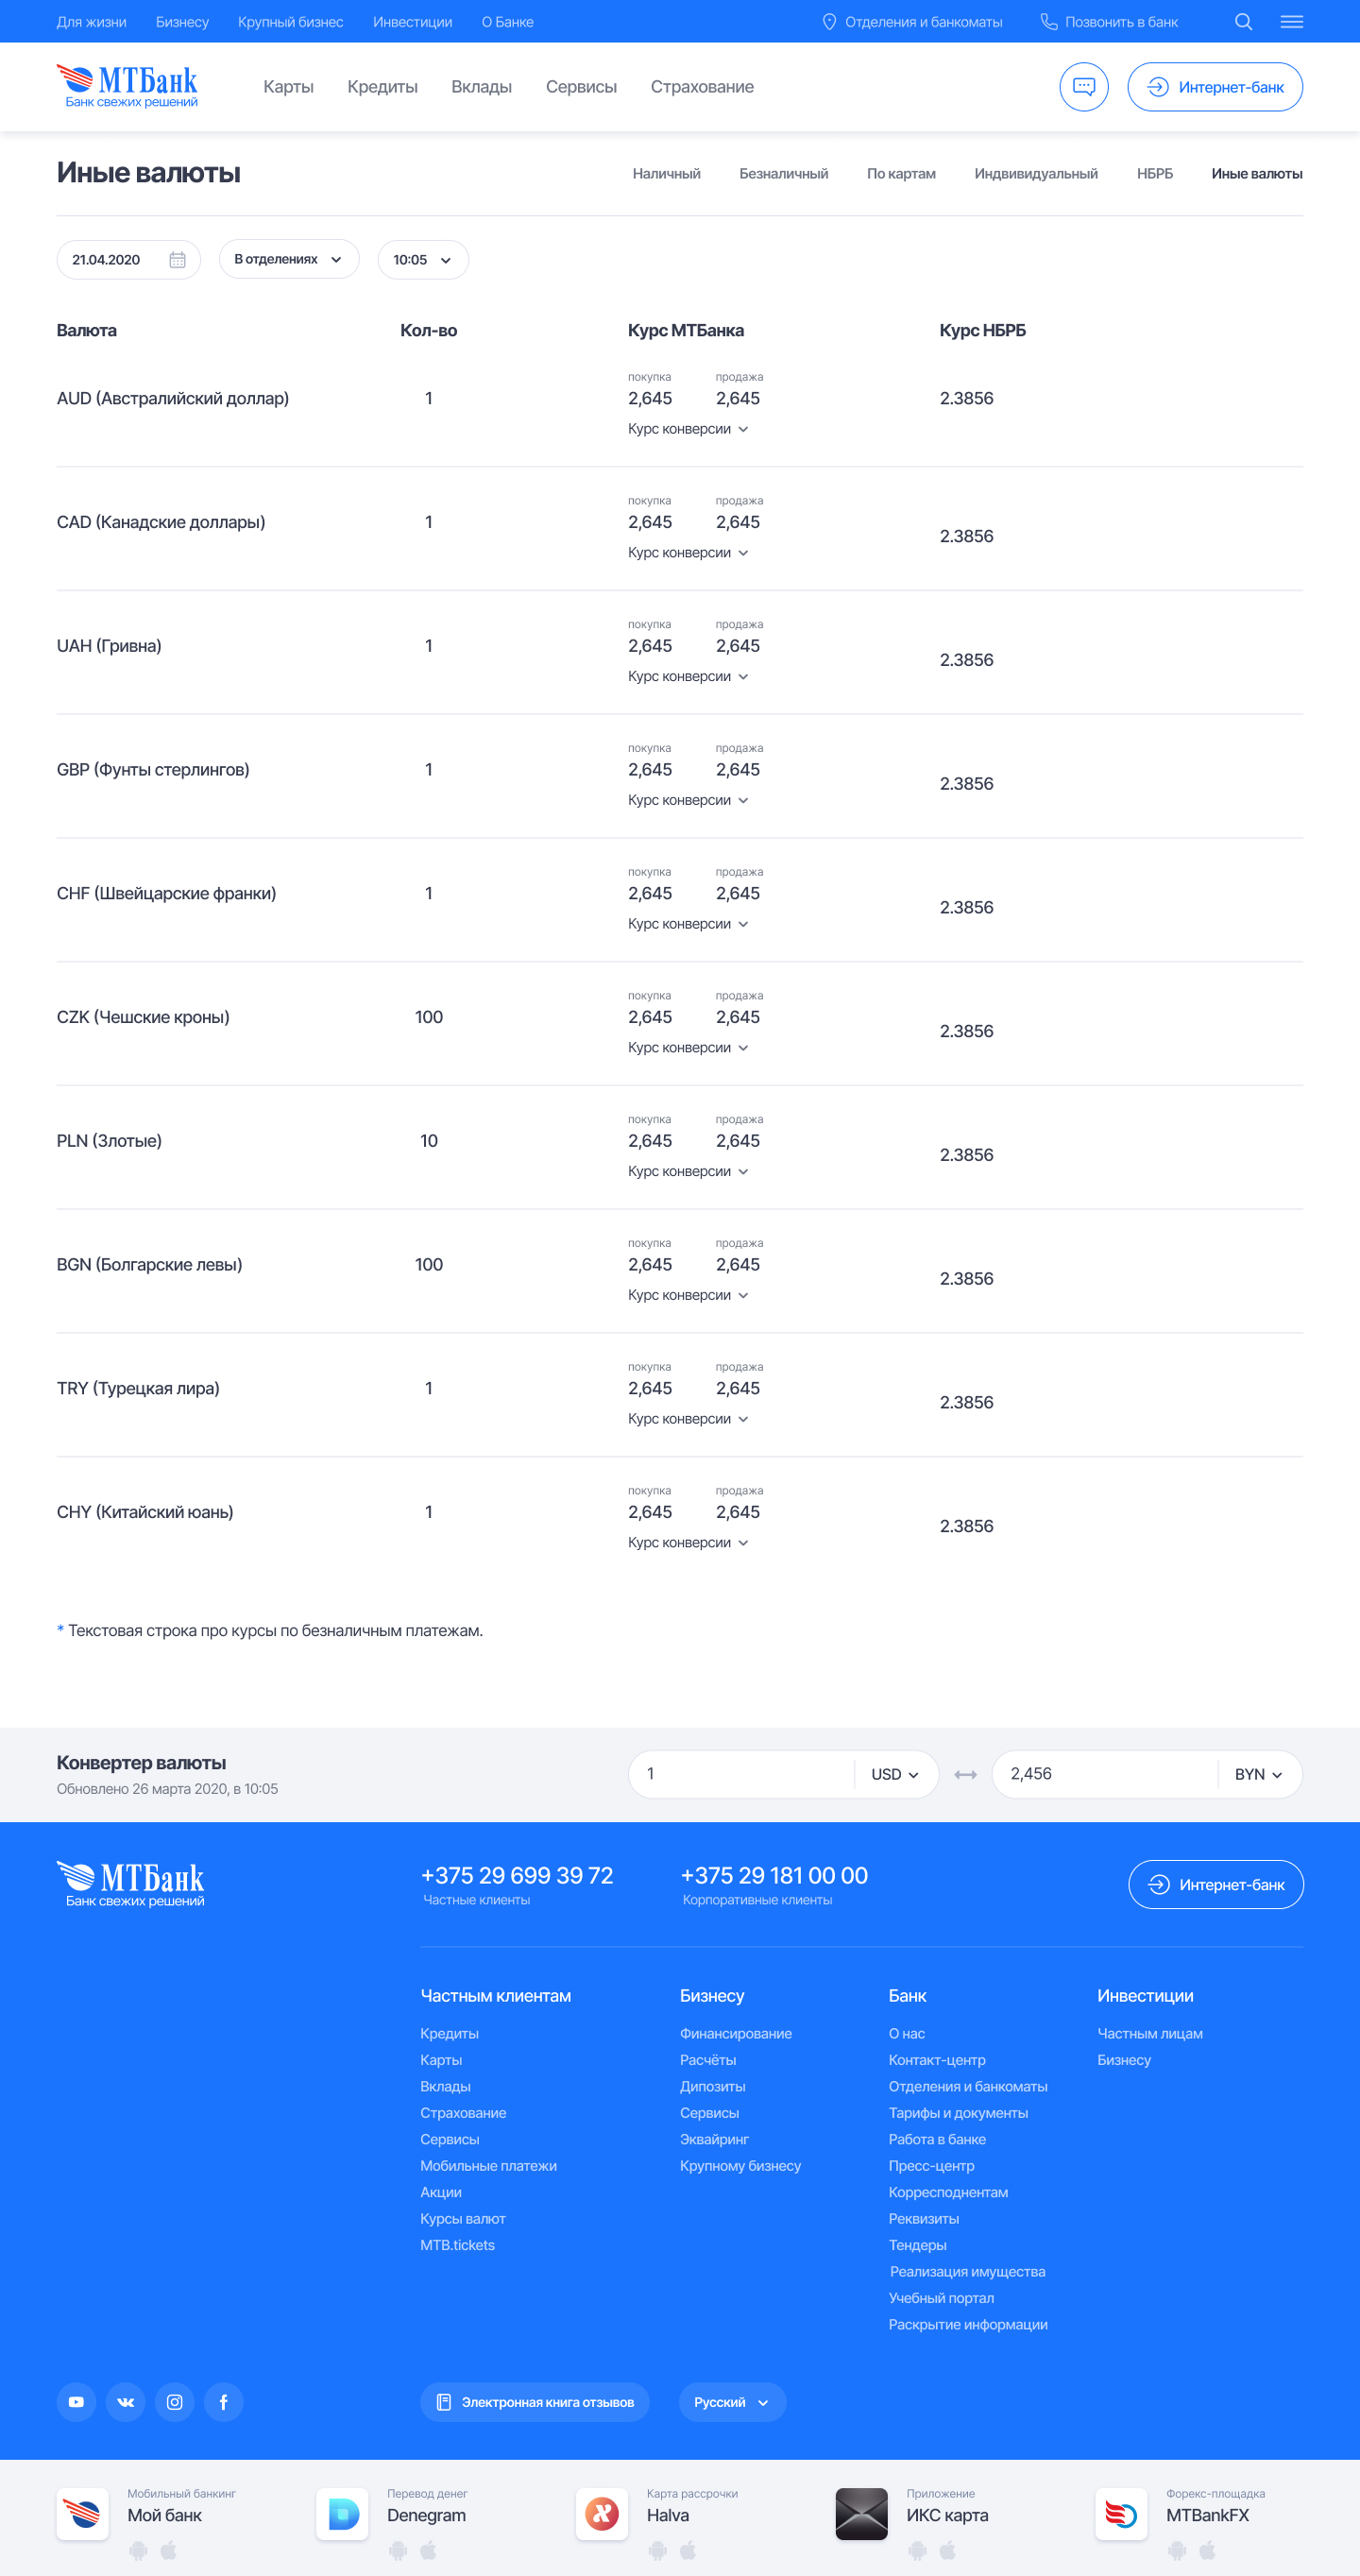 Для жизни Бизнесу Крупный бизнес Инвестиции О Банке Отделения и банкоматы Позвонить в банк
МТБank Карты Кредиты Вклады Сервисы Страхование Интернет-банк
Банк свежих решений
Иные валюты Наличный Безналичный По картам Индвивидуальный НБРБ Иные валюты
21.04.2020 В отделениях 10:05
Валюта Кол-во Курс МТБанка Курс НБРБ
покупка продажа
AUD (Австралийский доллар) 1 2,645 2,645 2.3856
Курс конверсии
покупка продажа
CAD (Канадские доллары) 1 2,645 2,645 2.3856
Курс конверсии
покупка продажа
UAH (Гривна) 1 2,645 2,645 2.3856
Курс конверсии
покупка продажа
GBP (Фунты стерлингов) 1 2,645 2,645 2.3856
Курс конверсии
покупка продажа
CHF (Швейцарские франки) 1 2,645 2,645 2.3856
Курс конверсии
покупка продажа
CZK (Чешские кроны) 100 2,645 2,645 2.3856
Курс конверсии
покупка продажа
PLN (Злотые) 10 2,645 2,645 2.3856
Курс конверсии
покупка продажа
BGN (Болгарские левы) 100 2,645 2,645 2.3856
Курс конверсии
покупка продажа
TRY (Турецкая лира) 1 2,645 2,645 2.3856
Курс конверсии
покупка продажа
CHY (Китайский юань) 1 2,645 2,645 2.3856
Курс конверсии
* Текстовая строка про курсы по безналичным платежам.
Конвертер валюты 1 USD 2,456 BYN
Обновлено 26 марта 2020, в 10:05
МТБank +375 29 699 39 72 +375 29 181 00 00 Интернет-банк
Банк свежих решений Частные клиенты Корпоративные клиенты
Частным клиентам Бизнесу Банк Инвестиции
Кредиты Финансирование О нас Частным лицам
Карты Расчёты Контакт-центр Бизнесу
Вклады Дипозиты Отделения и банкоматы
Страхование Сервисы Тарифы и документы
Сервисы Эквайринг Работа в банке
Мобильные платежи Крупному бизнесу Пресс-центр
Акции Корресподнентам
Курсы валют Реквизиты
MTB.tickets Тендеры
Реализация имущества
Учебный портал
Раскрытие информации
Электронная книга отзывов Русский
Мобильный банкинг Перевод денег Карта рассрочки Приложение Форекс-площадка
Мой банк Denegram Halva ИКС карта MTBankFX